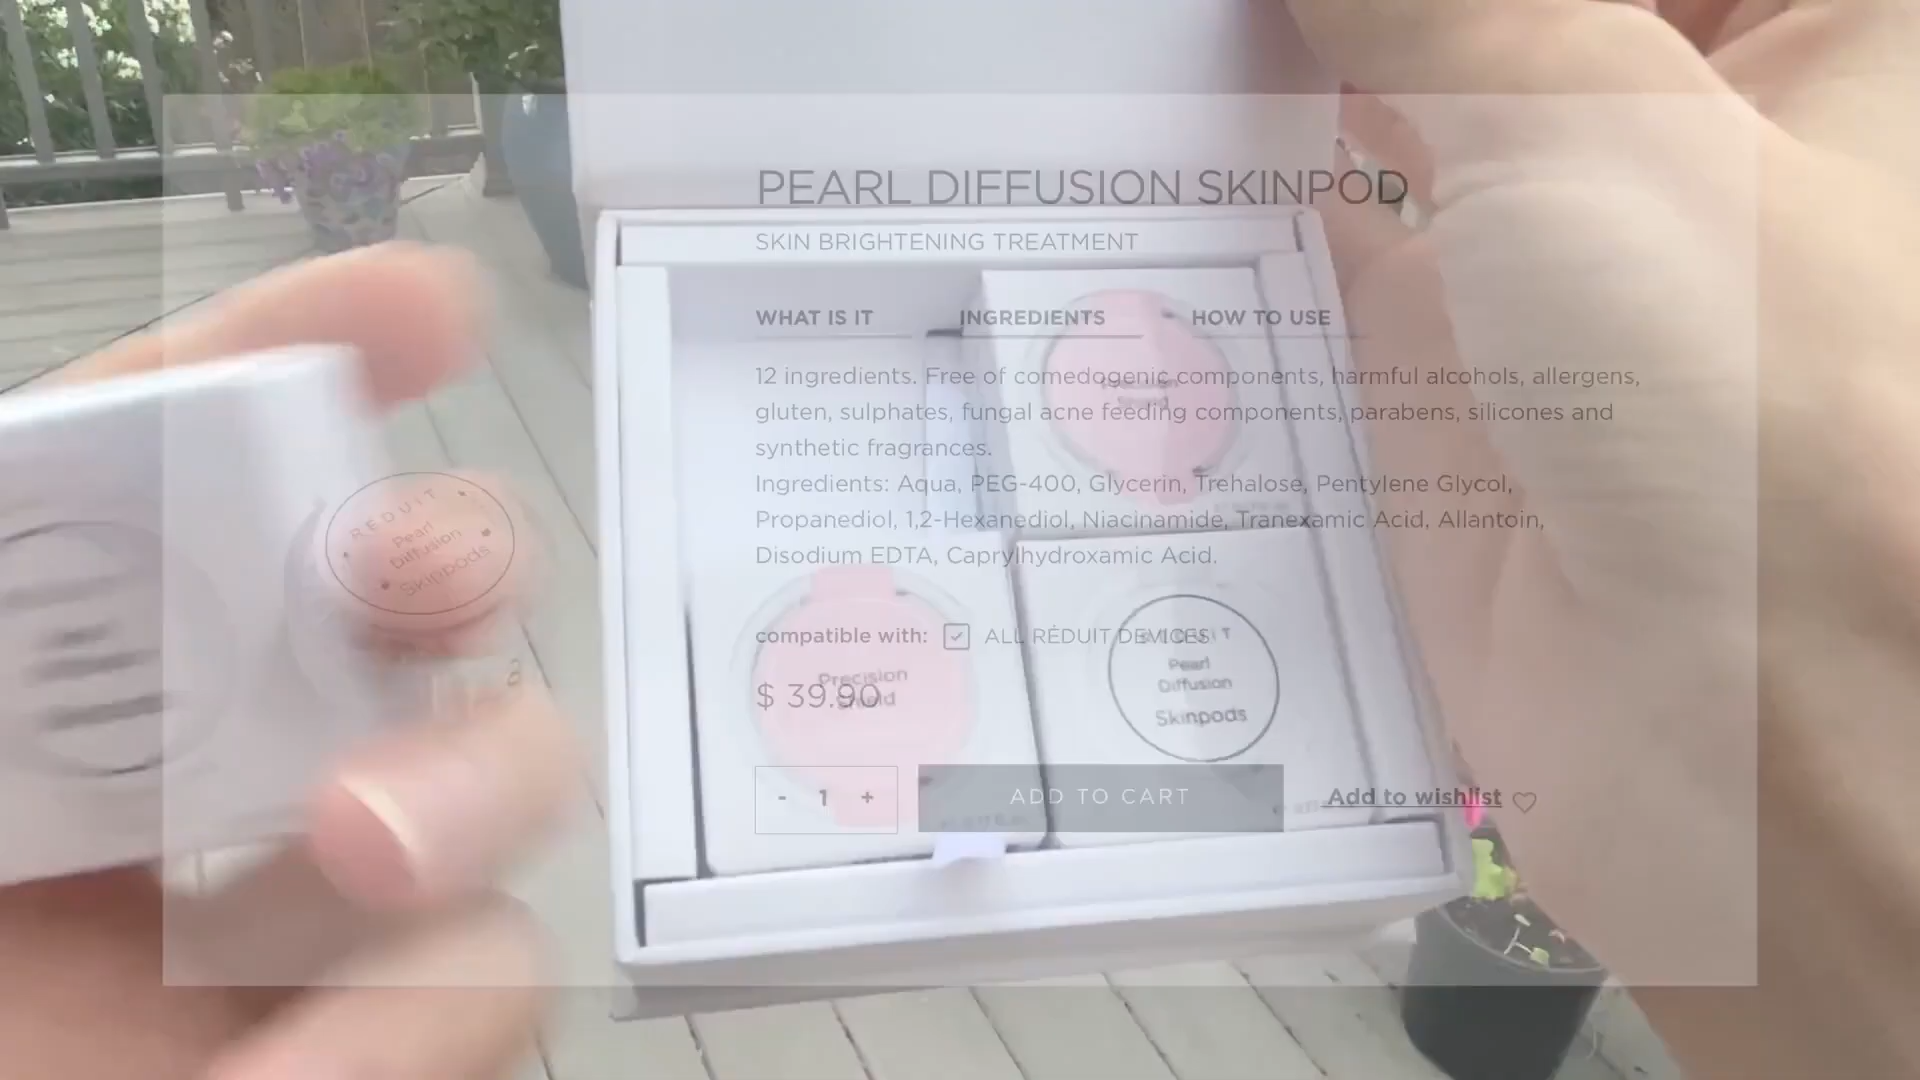 PEARL DIFFUSION SKINPOD
SKIN BRIGHTENING TREATMENT
WHAT IS IT INGREDIENTS HOW TO USE
12 ingredients. Free of comedogenic components, harmful alcohols, allergens,
gluten, sulphates, fungal acne feeding components, parabens, silicones and
synthetic fragrances.
Ingredients: Aqua, PEG-400, Glycerin, Trehalose, Pentylene Glycol,
Propanediol, 1,2-Hexanediol, Niacinamide, Tranexamic Acid, Allantoin,
Disodium EDTA, Caprylhydroxamic Acid.
compatible with: ALL RÉDUIT DEVICES
$ 39.90
- 1 +
ADD TO CART
Add to wishlist
RÉDUIT
Pearl
Diffusion
Skinpods
Precision
Shield
Pearl
Diffusion
Skinpods